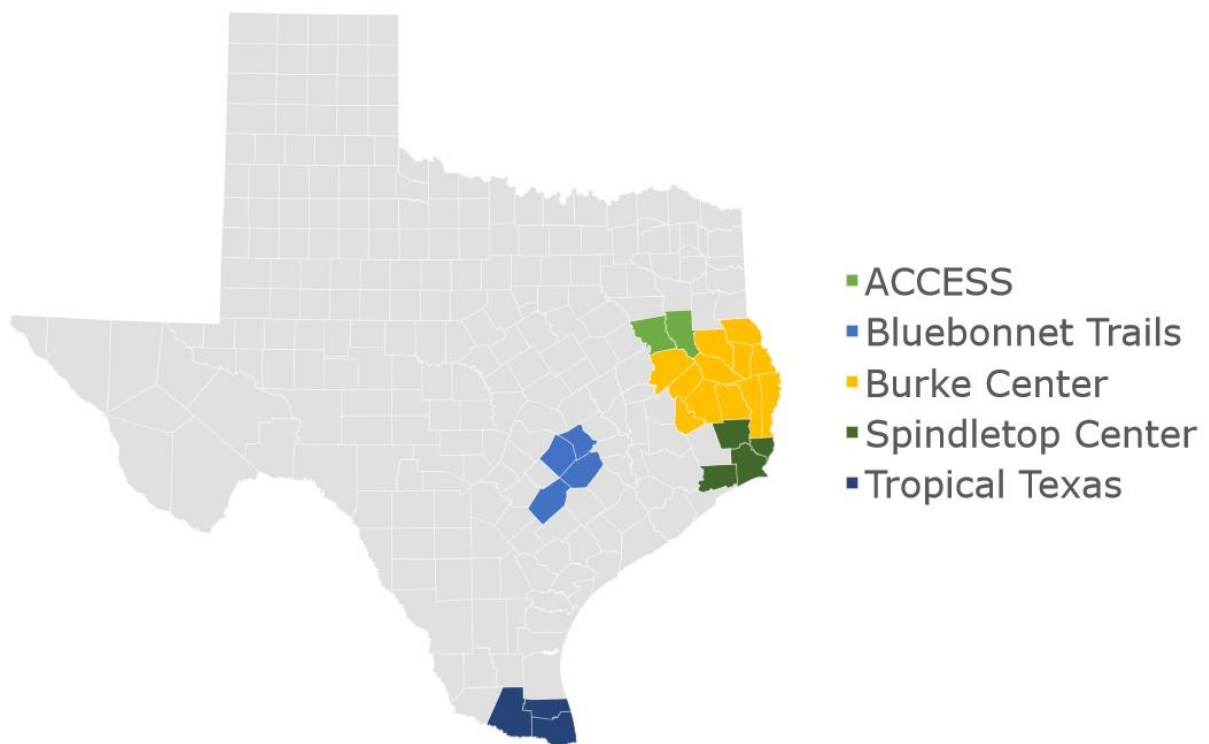 ACCESS
Bluebonnet Trails
Burke Center
Spindletop Center
Tropical Texas